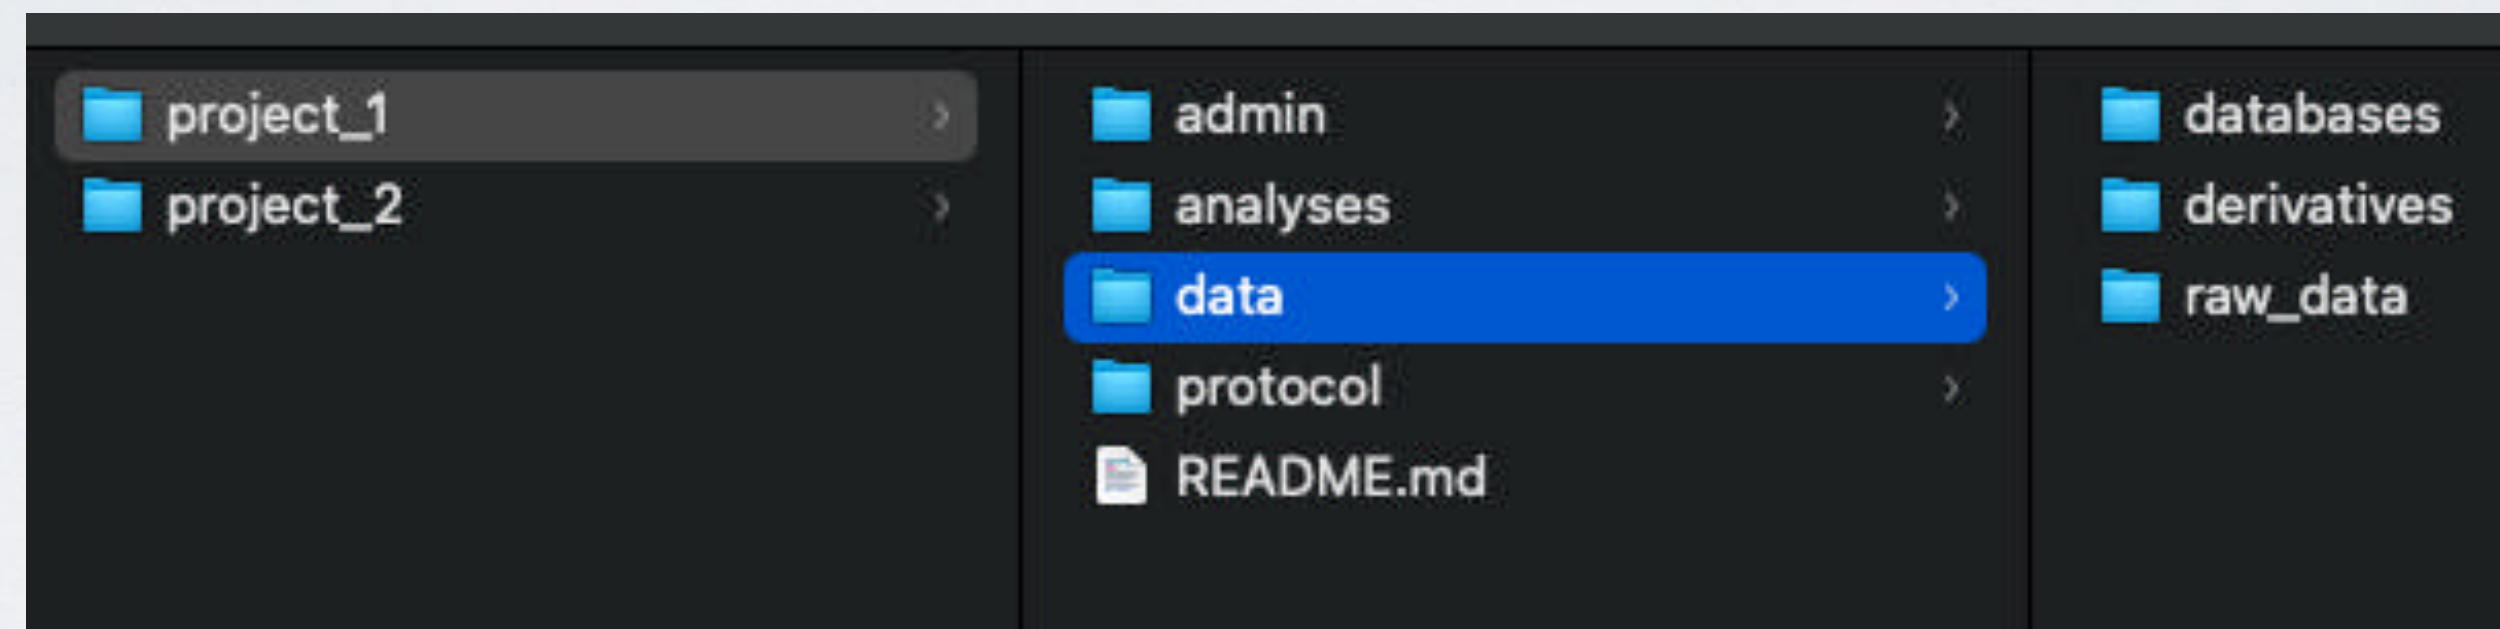 project_1
project_2
admin
analyses
data
protocol
README.md
databases
derivatives
raw_data